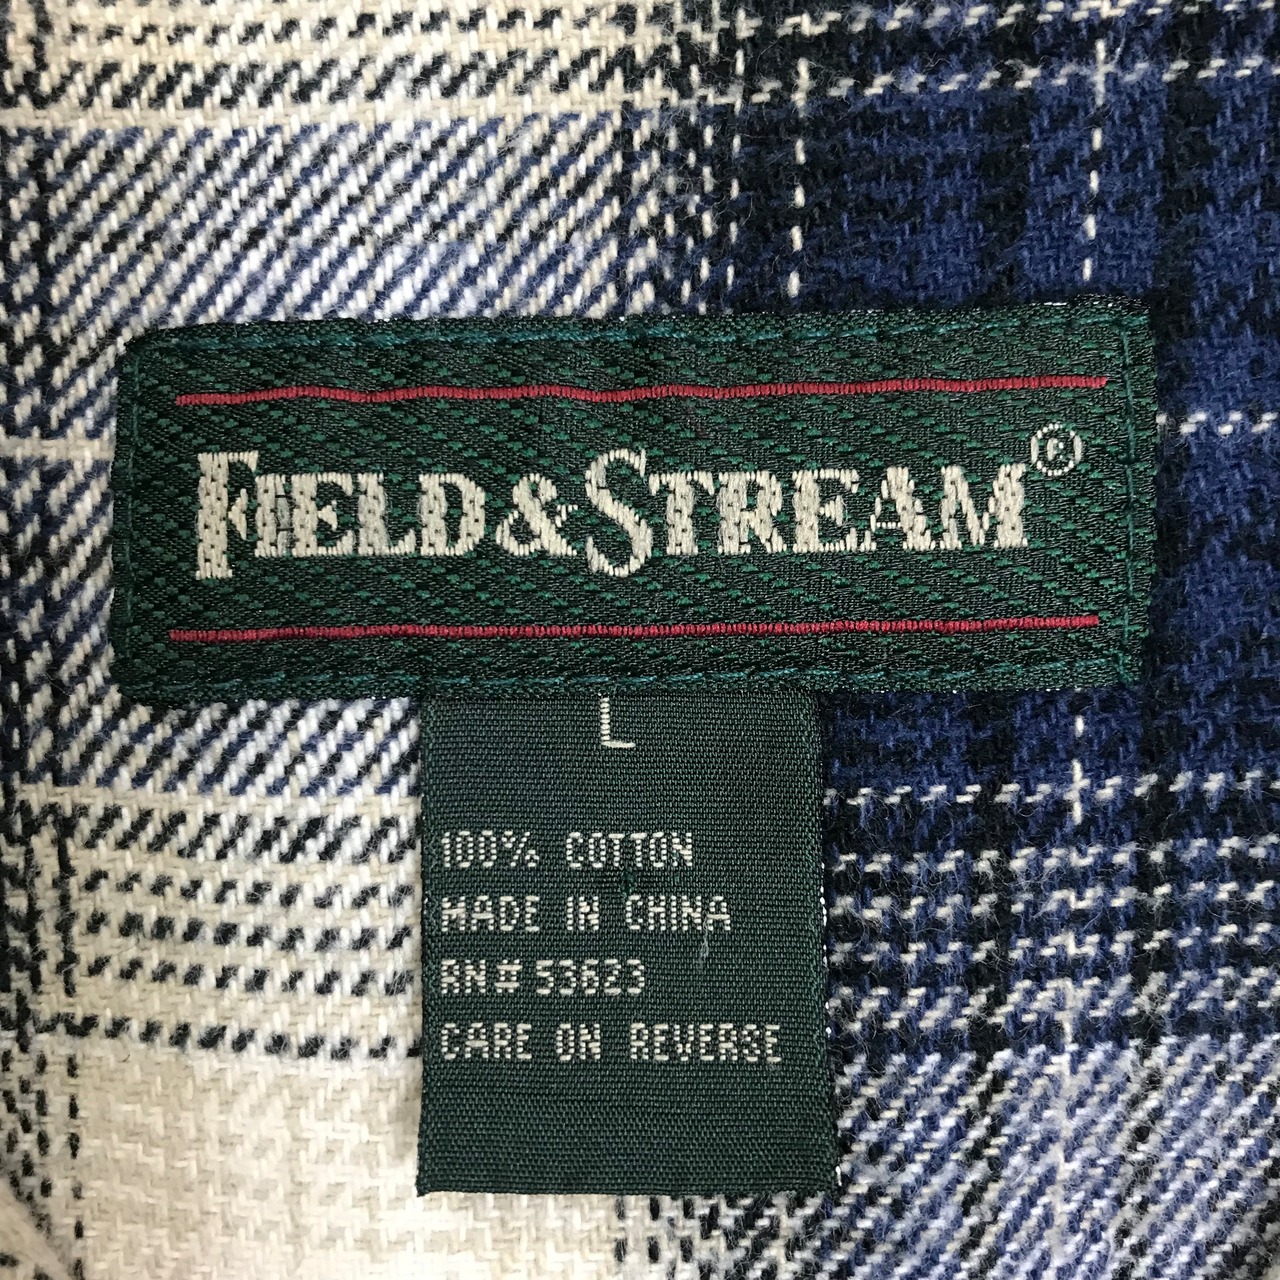 FIELD & STREAM®
L
100% COTTON
MADE IN CHINA
RN# 53623
CARE ON REVERSE